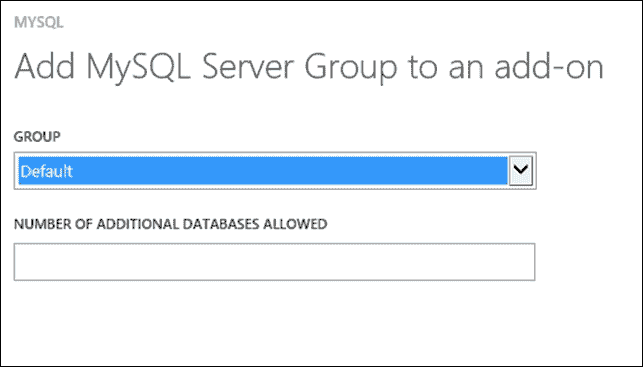 MYSQL
Add MySQL Server Group to an add-on
GROUP
Default
NUMBER OF ADDITIONAL DATABASES ALLOWED